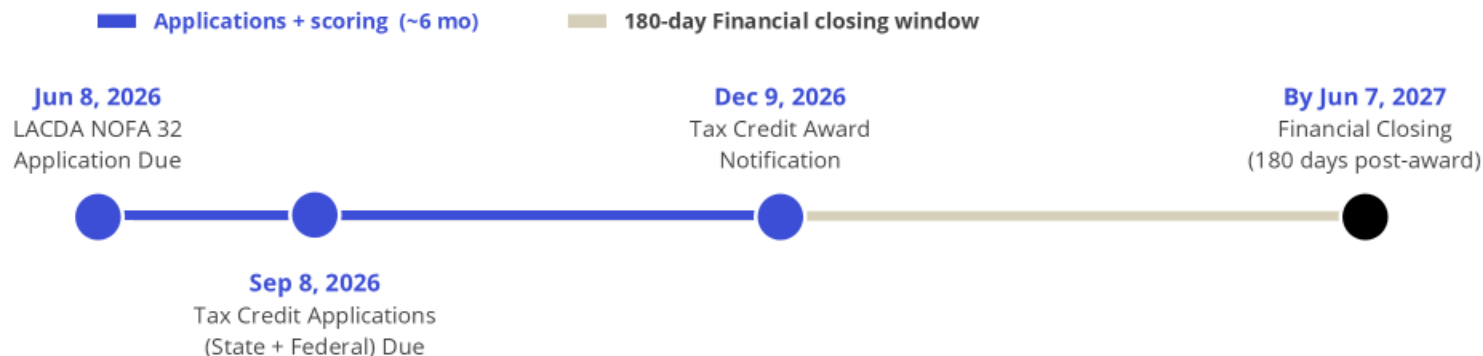 Applications + scoring (~6 mo)
180-day Financial closing window
Jun 8, 2026
LACDA NOFA 32
Application Due
Dec 9, 2026
Tax Credit Award
Notification
By Jun 7, 2027
Financial Closing
(180 days post-award)
Sep 8, 2026
Tax Credit Applications
(State + Federal) Due